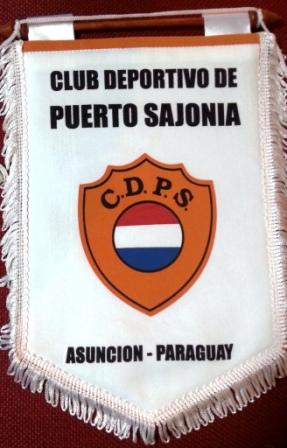 CLUB DEPORTIVO DE
PUERTO SAJONIA
C.D.P.S.
ASUNCION - PARAGUAY